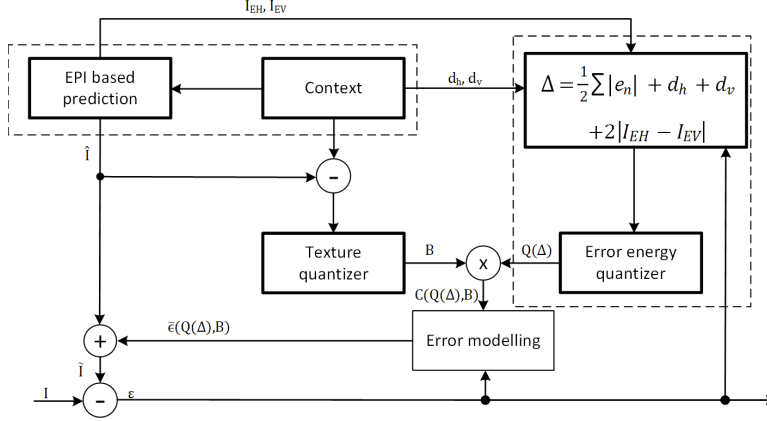 I_EH, I_EV
EPI based
prediction
Context
d_h, d_v
Δ = 1/2 ∑|e_n| + d_h + d_v
+2|I_EH − I_EV|
Î
-
Texture
quantizer
B
x
Q(Δ)
Error energy
quantizer
C(Q(Δ),B)
ε̄(Q(Δ),B)
+
Error modelling
Ĩ
I
-
ε